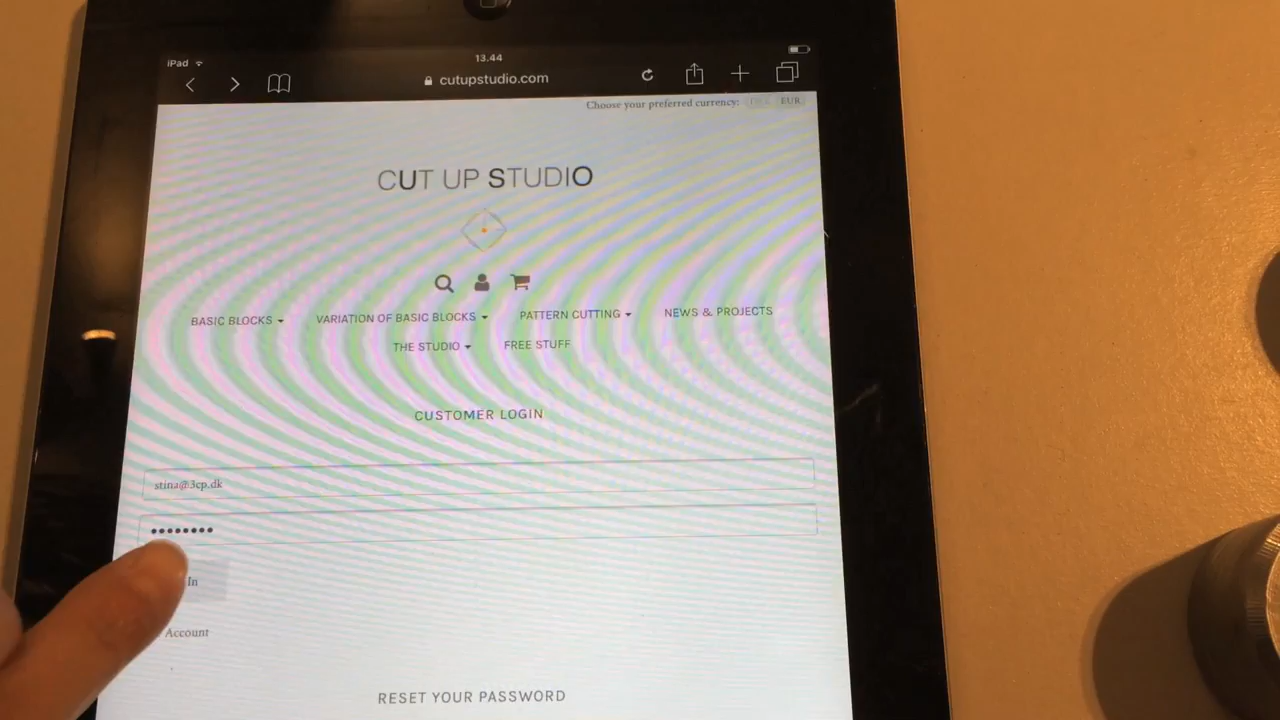 iPad
13.44
cutupstudio.com
Choose your preferred currency: EUR
CUT UP STUDIO
BASIC BLOCKS VARIATION OF BASIC BLOCKS PATTERN CUTTING NEWS & PROJECTS
THE STUDIO FREE STUFF
CUSTOMER LOGIN
stina@3cp.dk
In
Account
RESET YOUR PASSWORD